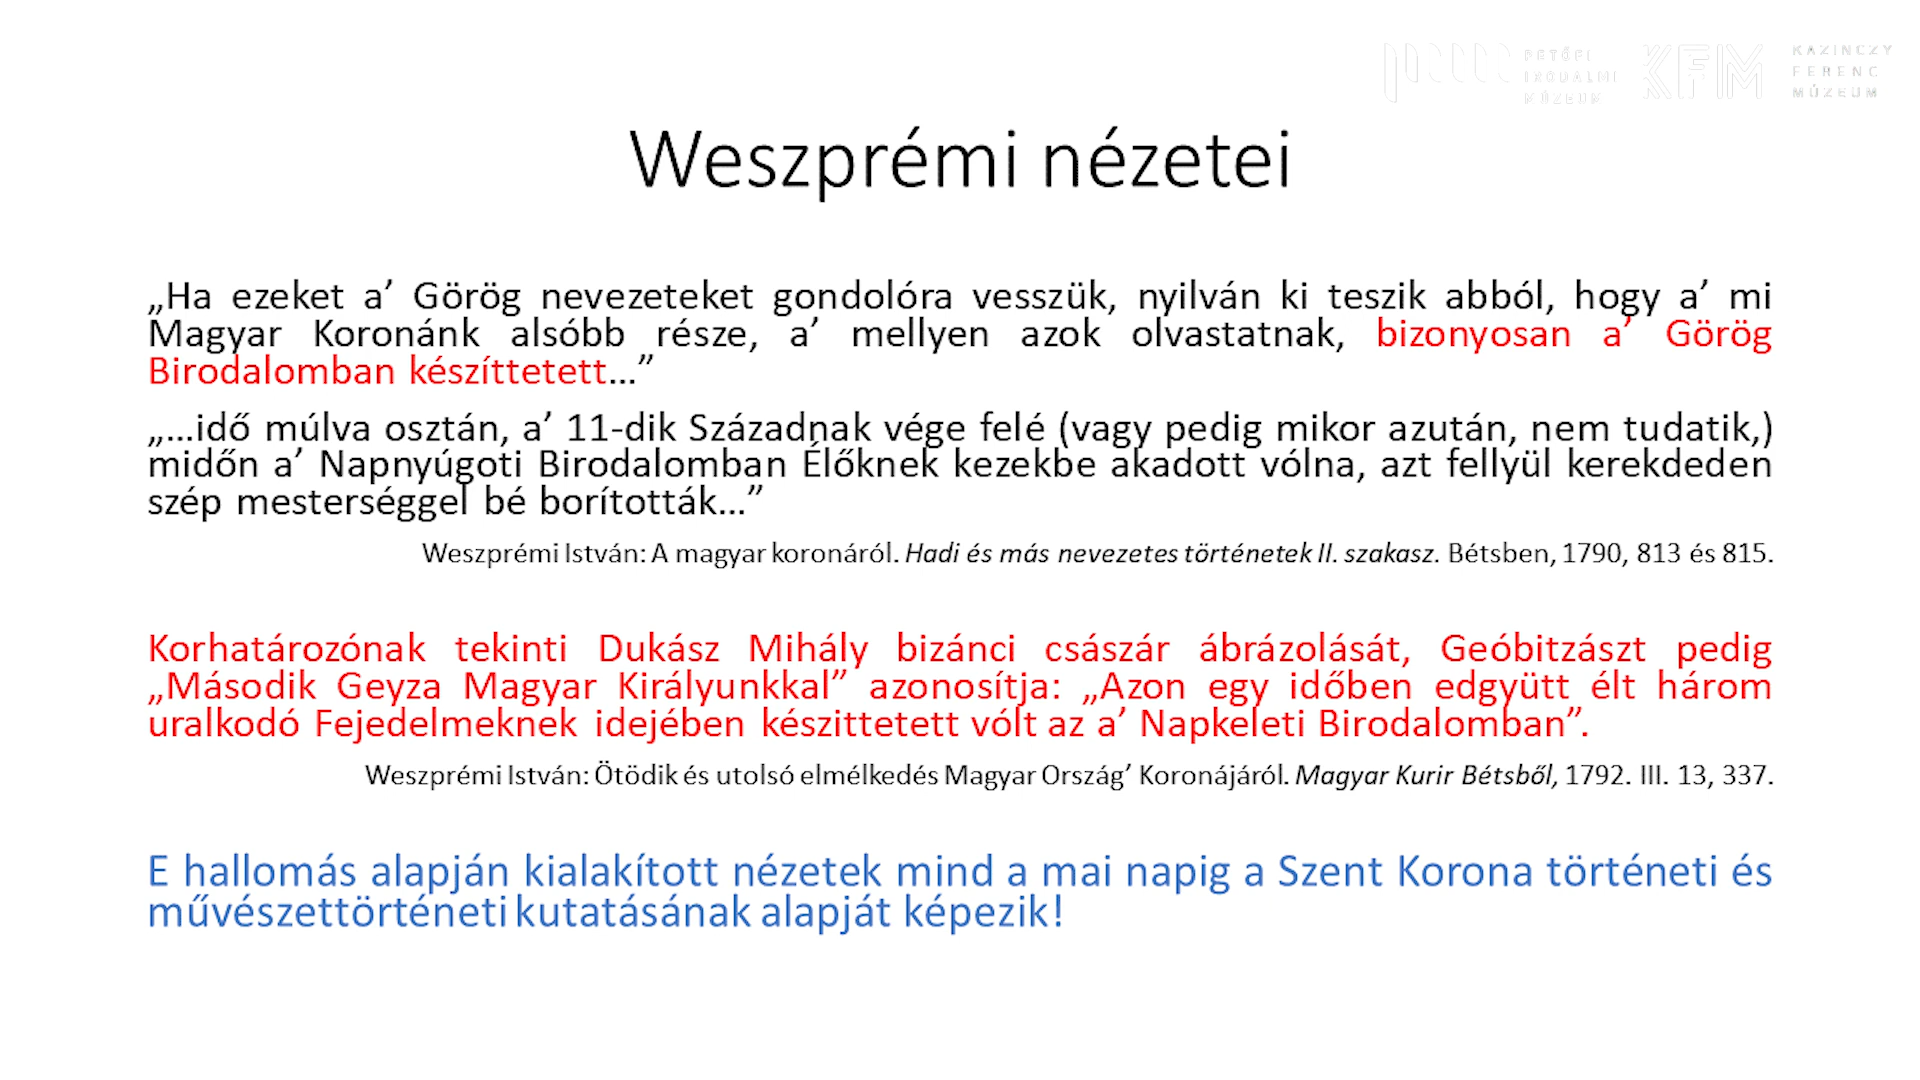 PETŐFI
IRODALMI
MÚZEUM
KFM
KAZINCZY
FERENC
MÚZEUM
Weszprémi nézetei
„Ha ezeket a’ Görög nevezeteket gondolóra vesszük, nyilván ki teszik abból, hogy a’ mi
Magyar Koronánk alsóbb része, a’ mellyen azok olvastatnak, bizonyosan a’ Görög
Birodalomban készíttetett…”
„…idő múlva osztán, a’ 11-dik Századnak vége felé (vagy pedig mikor azután, nem tudatik,)
midőn a’ Napnyúgoti Birodalomban Élőknek kezekbe akadott vólna, azt fellyül kerekdeden
szép mesterséggel bé borították…”
Weszprémi István: A magyar koronáról. Hadi és más nevezetes történetek II. szakasz. Bétsben, 1790, 813 és 815.
Korhatározónak tekinti Dukász Mihály bizánci császár ábrázolását, Geóbitzászt pedig
„Második Geyza Magyar Királyunkkal” azonosítja: „Azon egy időben edgyütt élt három
uralkodó Fejedelmeknek idejében készittetett vólt az a’ Napkeleti Birodalomban”.
Weszprémi István: Ötödik és utolsó elmélkedés Magyar Ország’ Koronájáról. Magyar Kurir Bétsből, 1792. III. 13, 337.
E hallomás alapján kialakított nézetek mind a mai napig a Szent Korona történeti és
művészettörténeti kutatásának alapját képezik!